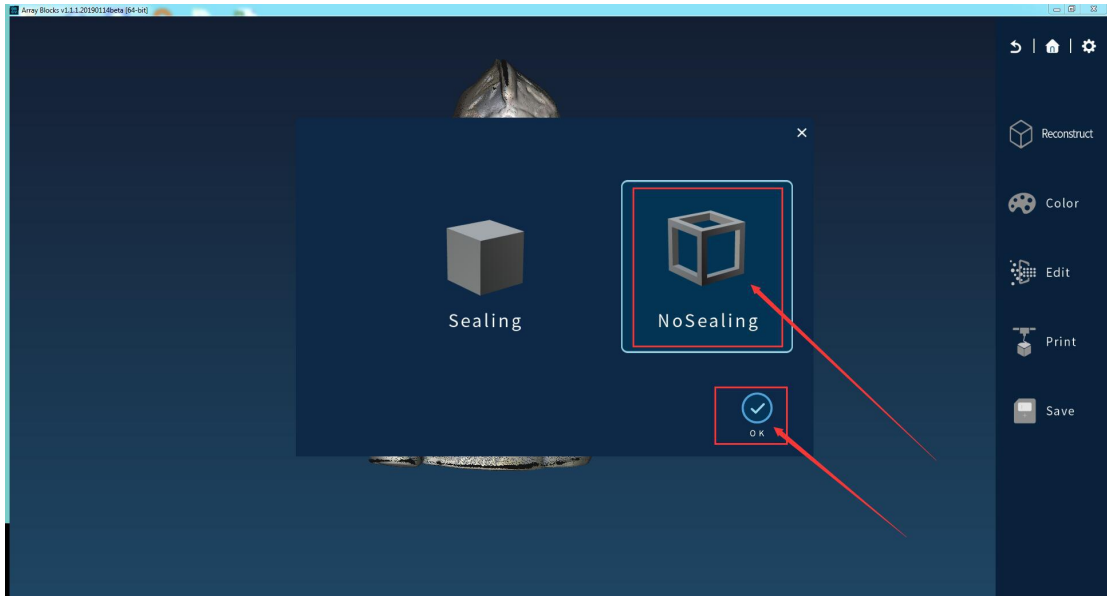 Array Blocks v1.1.1.20190114beta [64-bit]
Reconstruct
Color
Sealing
NoSealing
Edit
Print
OK
Save